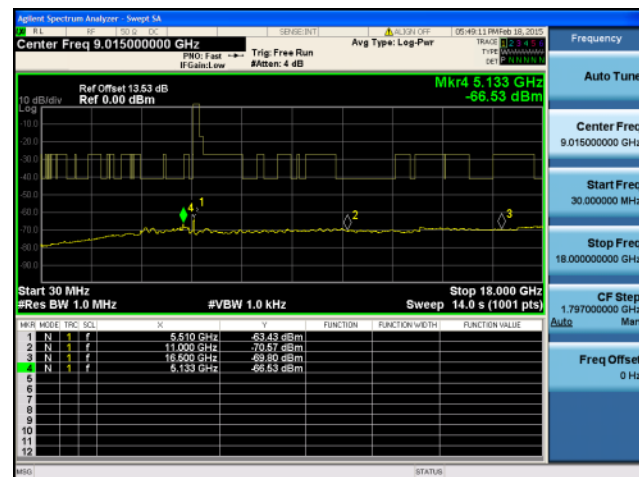 Agilent Spectrum Analyzer - Swept SA
RL RF 50 Ω DC SENSE:INT ALIGN OFF 05:49:11 PM Feb 18, 2015
Center Freq 9.015000000 GHz
PNO: Fast
IFGain:Low
Trig: Free Run
#Atten: 4 dB
Avg Type: Log-Pwr
TRACE 1 2 3 4 5 6
TYPE
DET P N N N N N
Frequency
Auto Tune
Ref Offset 13.53 dB
Ref 0.00 dBm
Mkr4 5.133 GHz
-66.53 dBm
10 dB/div
Log
-10.0
-20.0
-30.0
-40.0
-50.0
-60.0
-70.0
-80.0
-90.0
4
1
2
3
Start 30 MHz
Stop 18.000 GHz
#Res BW 1.0 MHz
#VBW 1.0 kHz
Sweep 14.0 s (1001 pts)
MKR MODE TRC SCL X Y FUNCTION FUNCTION WIDTH FUNCTION VALUE
1 N 1 f 5.510 GHz -63.43 dBm
2 N 1 f 11.000 GHz -70.57 dBm
3 N 1 f 16.500 GHz -69.80 dBm
4 N 1 f 5.133 GHz -66.53 dBm
5
6
7
8
9
10
11
12
Center Freq
9.015000000 GHz
Start Freq
30.000000 MHz
Stop Freq
18.000000000 GHz
CF Step
1.797000000 GHz
Auto Man
Freq Offset
0 Hz
MSG
STATUS